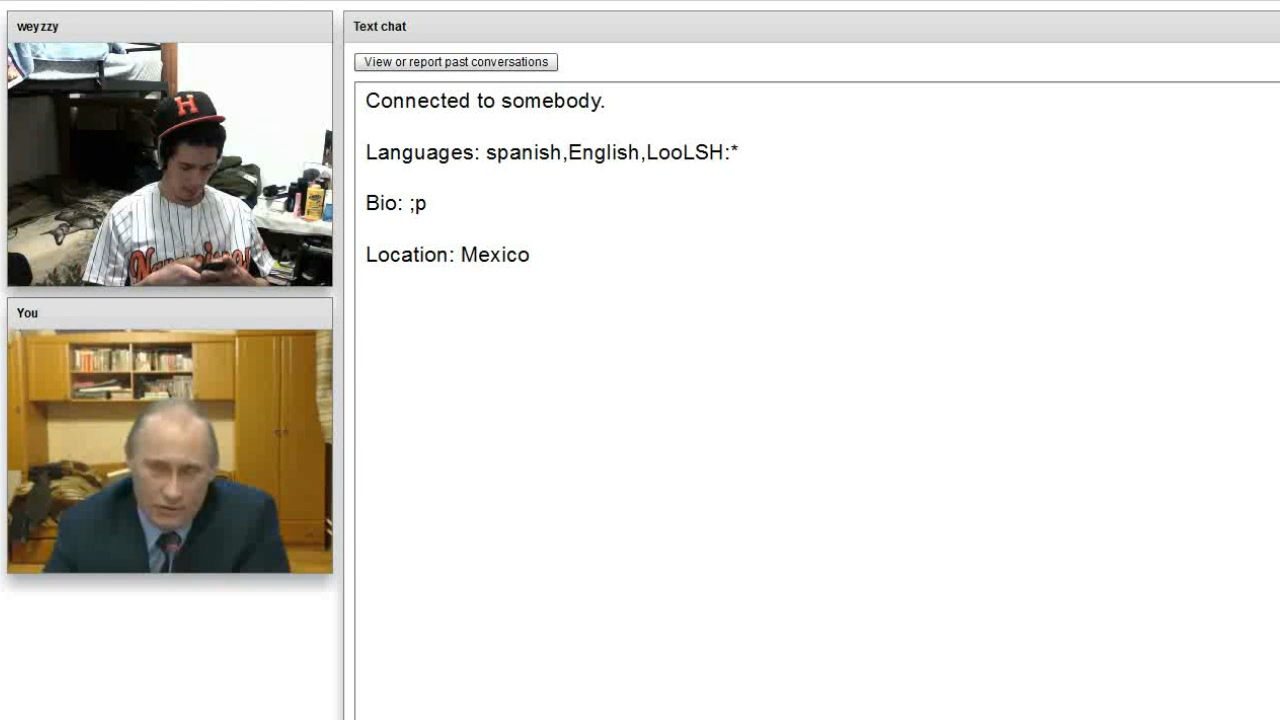 weyzzy
Text chat
View or report past conversations
Connected to somebody.
Languages: spanish,English,LooLSH:*
Bio: ;p
Location: Mexico
H
You